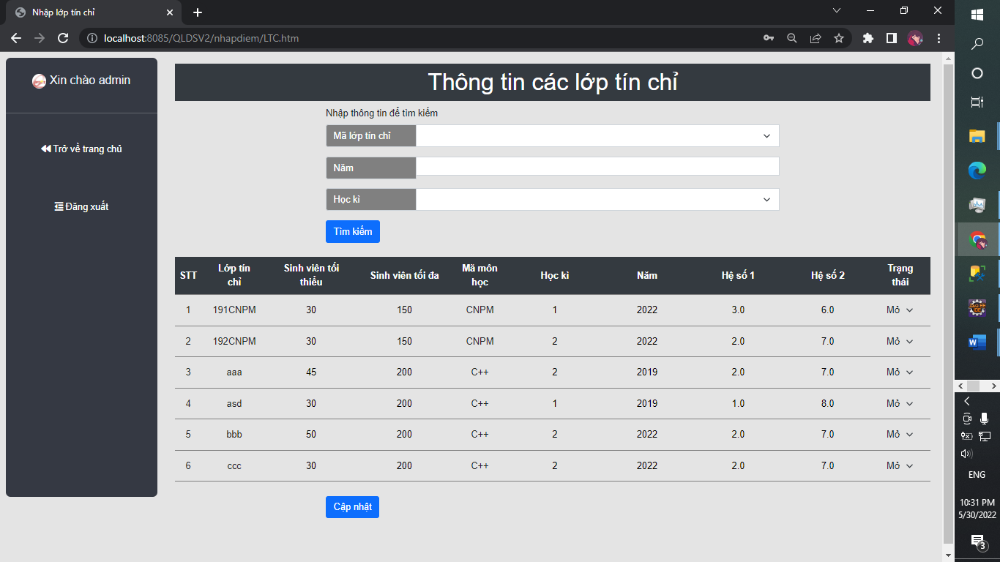 Nhập lớp tín chỉ
localhost:8085/QLDSV2/nhapdiem/LTC.htm
Xin chào admin
Trở về trang chủ
Đăng xuất
Thông tin các lớp tín chỉ
Nhập thông tin để tìm kiếm
Mã lớp tín chỉ
Năm
Học kì
Tìm kiếm
STT Lớp tín chỉ Sinh viên tối thiểu Sinh viên tối đa Mã môn học Học kì Năm Hệ số 1 Hệ số 2 Trạng thái
1 191CNPM 30 150 CNPM 1 2022 3.0 6.0 Mở
2 192CNPM 30 150 CNPM 2 2022 2.0 7.0 Mở
3 aaa 45 200 C++ 2 2019 2.0 7.0 Mở
4 asd 30 200 C++ 1 2019 1.0 8.0 Mở
5 bbb 50 200 C++ 2 2022 2.0 7.0 Mở
6 ccc 30 200 C++ 2 2022 2.0 7.0 Mở
Cập nhật
ENG
10:31 PM
5/30/2022
3